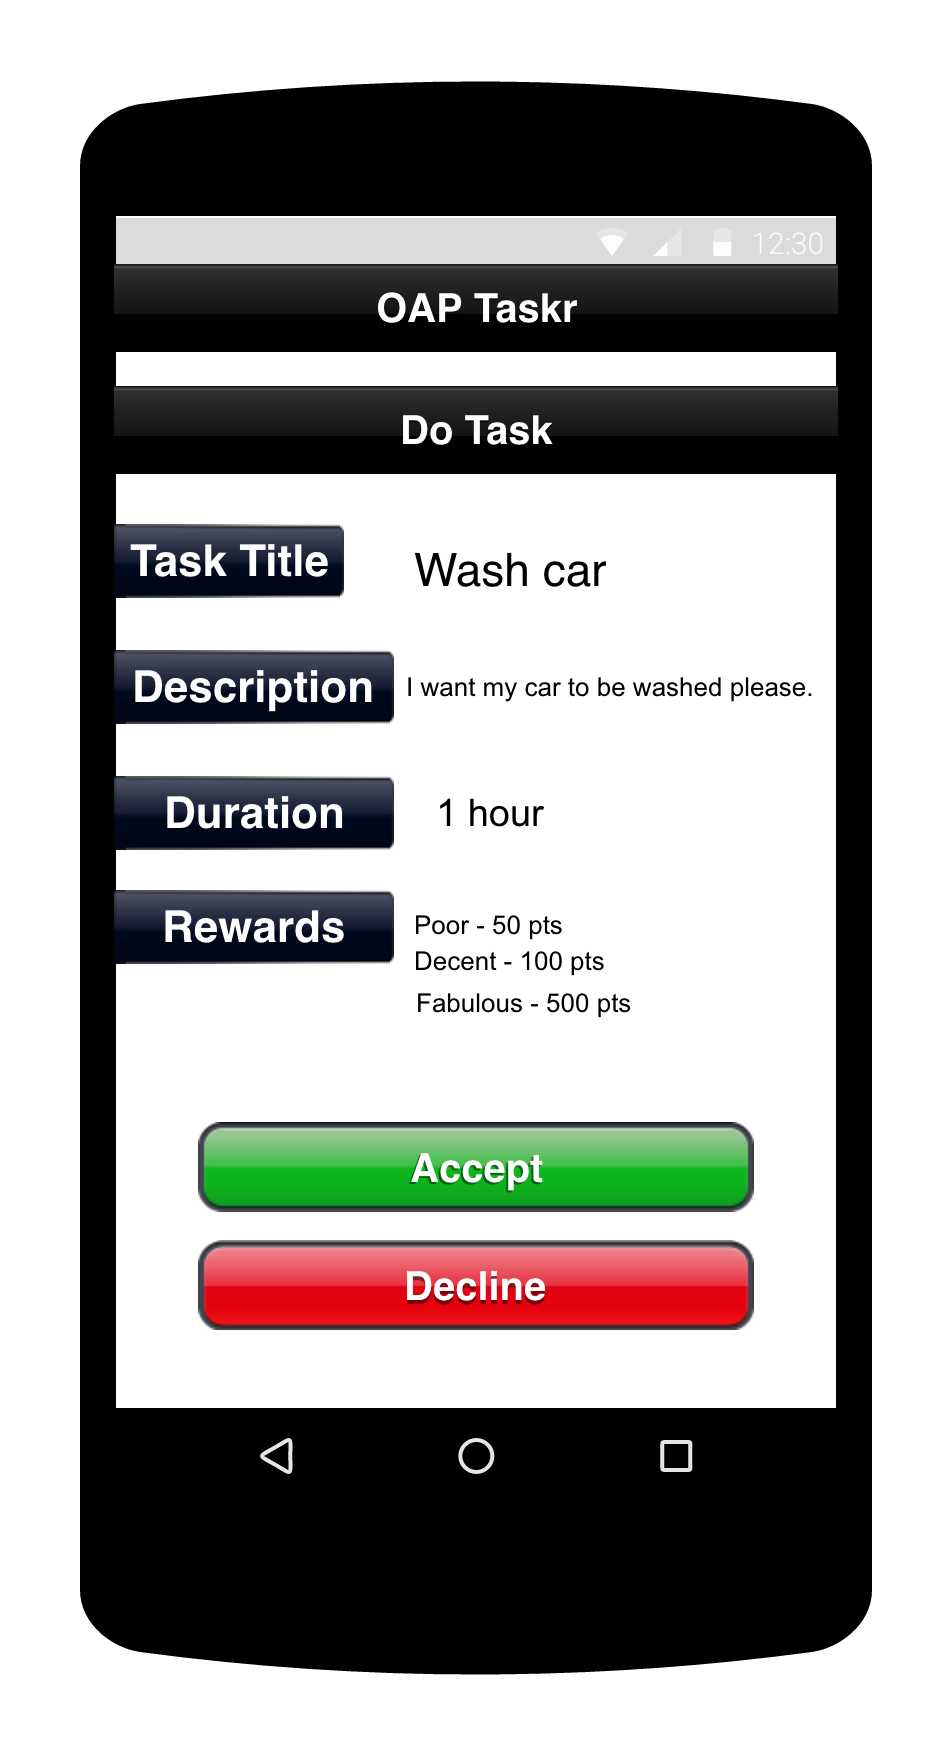 12:30
OAP Taskr
Do Task
Task Title
Wash car
Description
I want my car to be washed please.
Duration
1 hour
Rewards
Poor - 50 pts
Decent - 100 pts
Fabulous - 500 pts
Accept
Decline